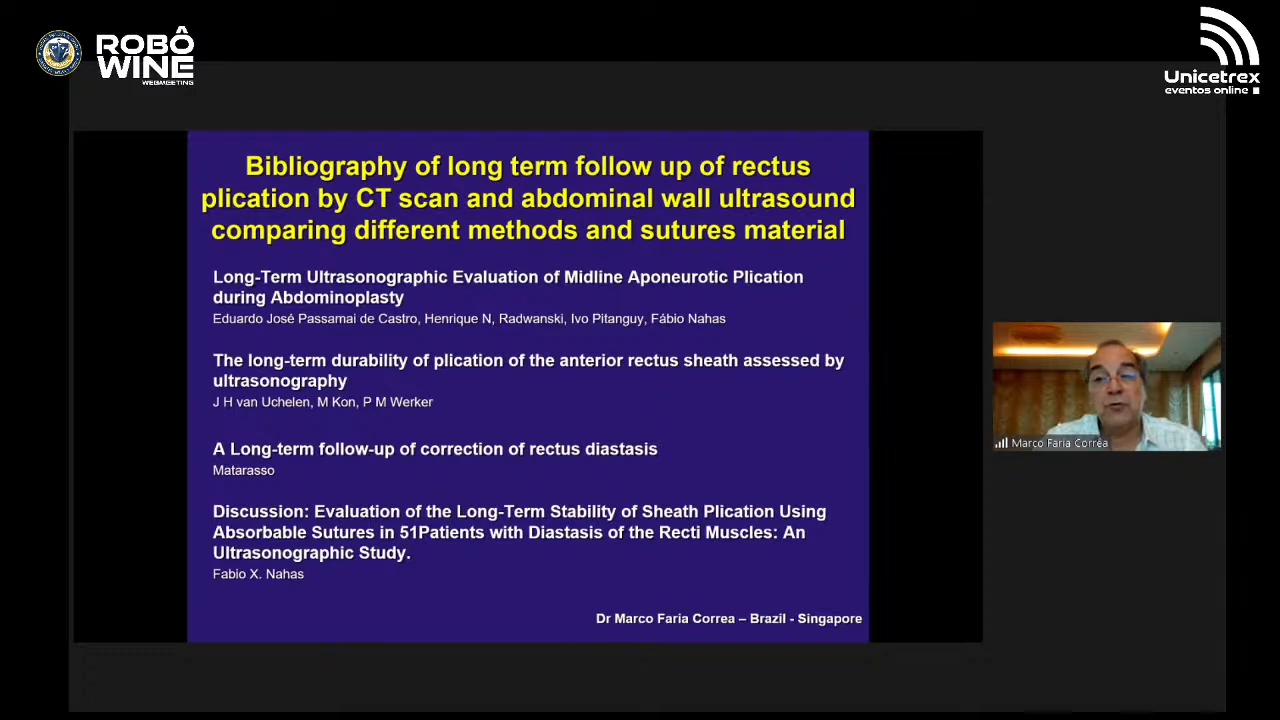 ROBÔ
WINE
WEBMEETING
Unicetrex
eventos online
Bibliography of long term follow up of rectus
plication by CT scan and abdominal wall ultrasound
comparing different methods and sutures material
Long-Term Ultrasonographic Evaluation of Midline Aponeurotic Plication
during Abdominoplasty
Eduardo José Passamai de Castro, Henrique N, Radwanski, Ivo Pitanguy, Fábio Nahas
The long-term durability of plication of the anterior rectus sheath assessed by
ultrasonography
J H van Uchelen, M Kon, P M Werker
A Long-term follow-up of correction of rectus diastasis
Matarasso
Discussion: Evaluation of the Long-Term Stability of Sheath Plication Using
Absorbable Sutures in 51Patients with Diastasis of the Recti Muscles: An
Ultrasonographic Study.
Fabio X. Nahas
Dr Marco Faria Correa – Brazil - Singapore
Marco Faria Corrêa